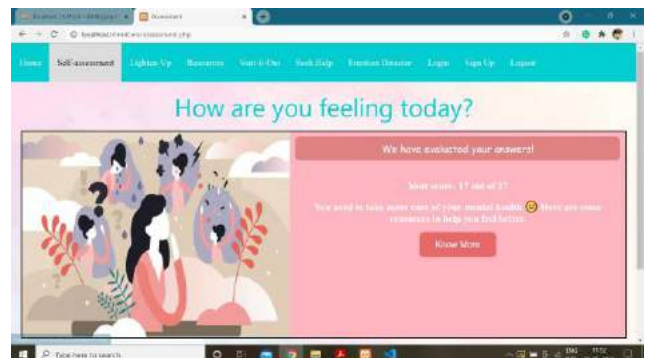 Assessment
Home Self-assessment Lighten-Up Resources Vent-it-Out Seek Help Emotion Detector Login Sign Up Logout
How are you feeling today?
We have evaluated your answers!
Your score: 17 out of 27
You need to take more care of your mental health. Here are some
resources to help you feel better.
Know More
Type here to search
ENG